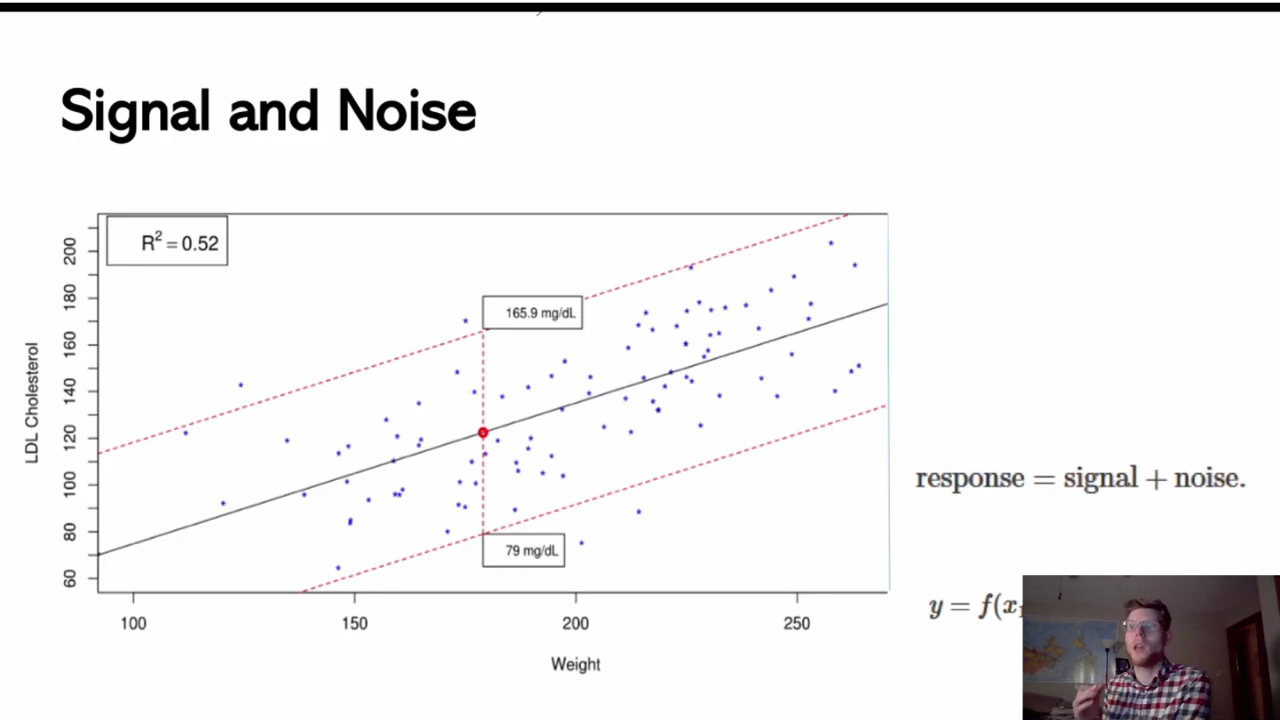 Signal and Noise
R² = 0.52
165.9 mg/dL
79 mg/dL
LDL Cholesterol
200
180
160
140
120
100
80
60
100 150 200 250
Weight
response = signal + noise.
y = f(x